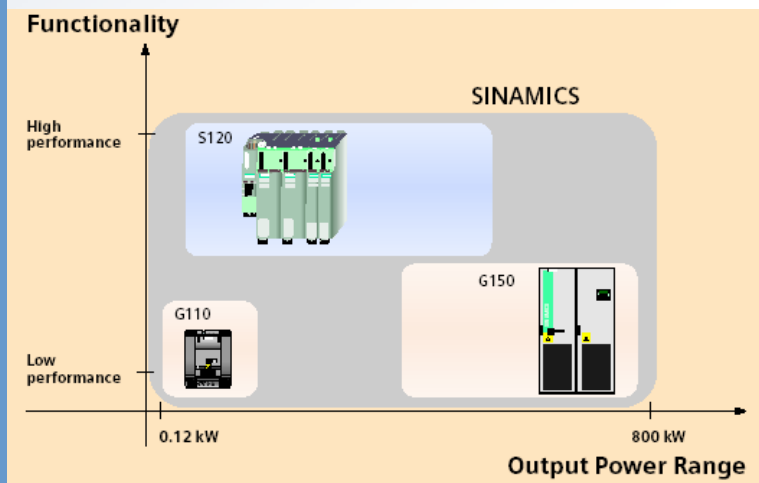 Functionality
SINAMICS
High
performance
S120
G150
G110
Low
performance
0.12 kW
800 kW
Output Power Range